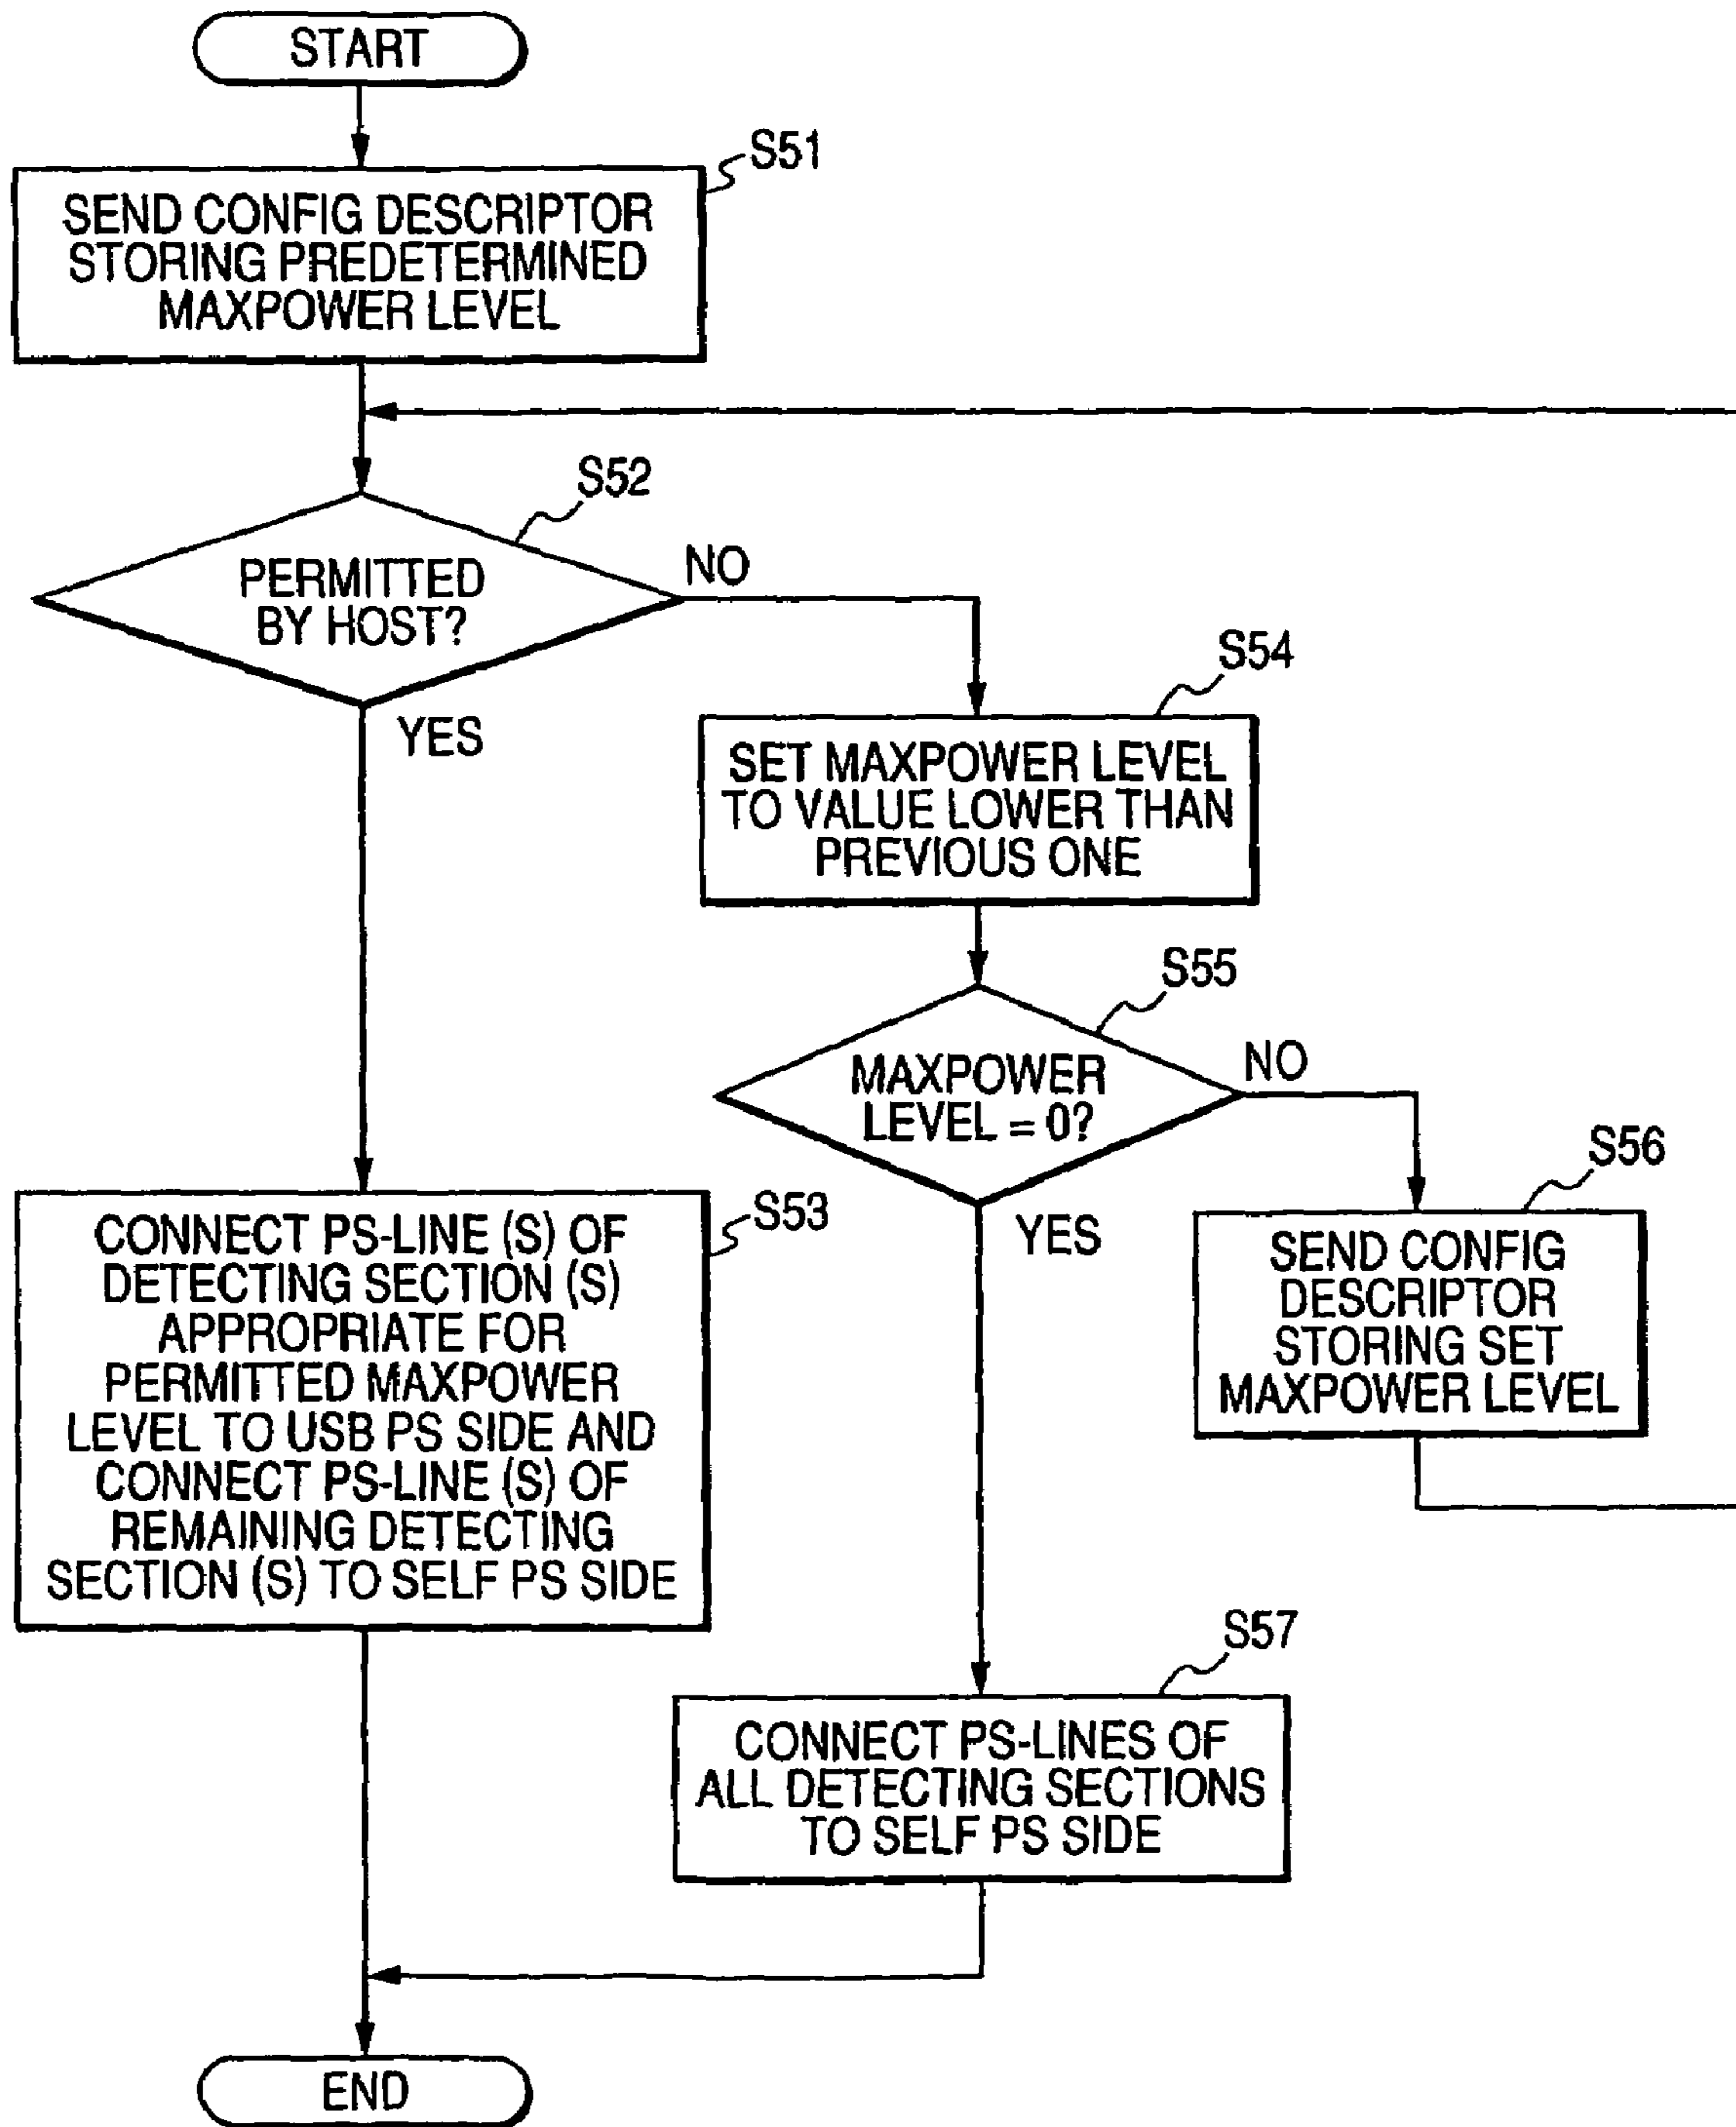 START
S51
SEND CONFIG DESCRIPTOR
STORING PREDETERMINED
MAXPOWER LEVEL
S52
PERMITTED
BY HOST?
NO
YES
S54
SET MAXPOWER LEVEL
TO VALUE LOWER THAN
PREVIOUS ONE
S55
MAXPOWER
LEVEL = 0?
NO
YES
S56
SEND CONFIG
DESCRIPTOR
STORING SET
MAXPOWER LEVEL
S53
CONNECT PS-LINE (S) OF
DETECTING SECTION (S)
APPROPRIATE FOR
PERMITTED MAXPOWER
LEVEL TO USB PS SIDE AND
CONNECT PS-LINE (S) OF
REMAINING DETECTING
SECTION (S) TO SELF PS SIDE
S57
CONNECT PS-LINES OF
ALL DETECTING SECTIONS
TO SELF PS SIDE
END